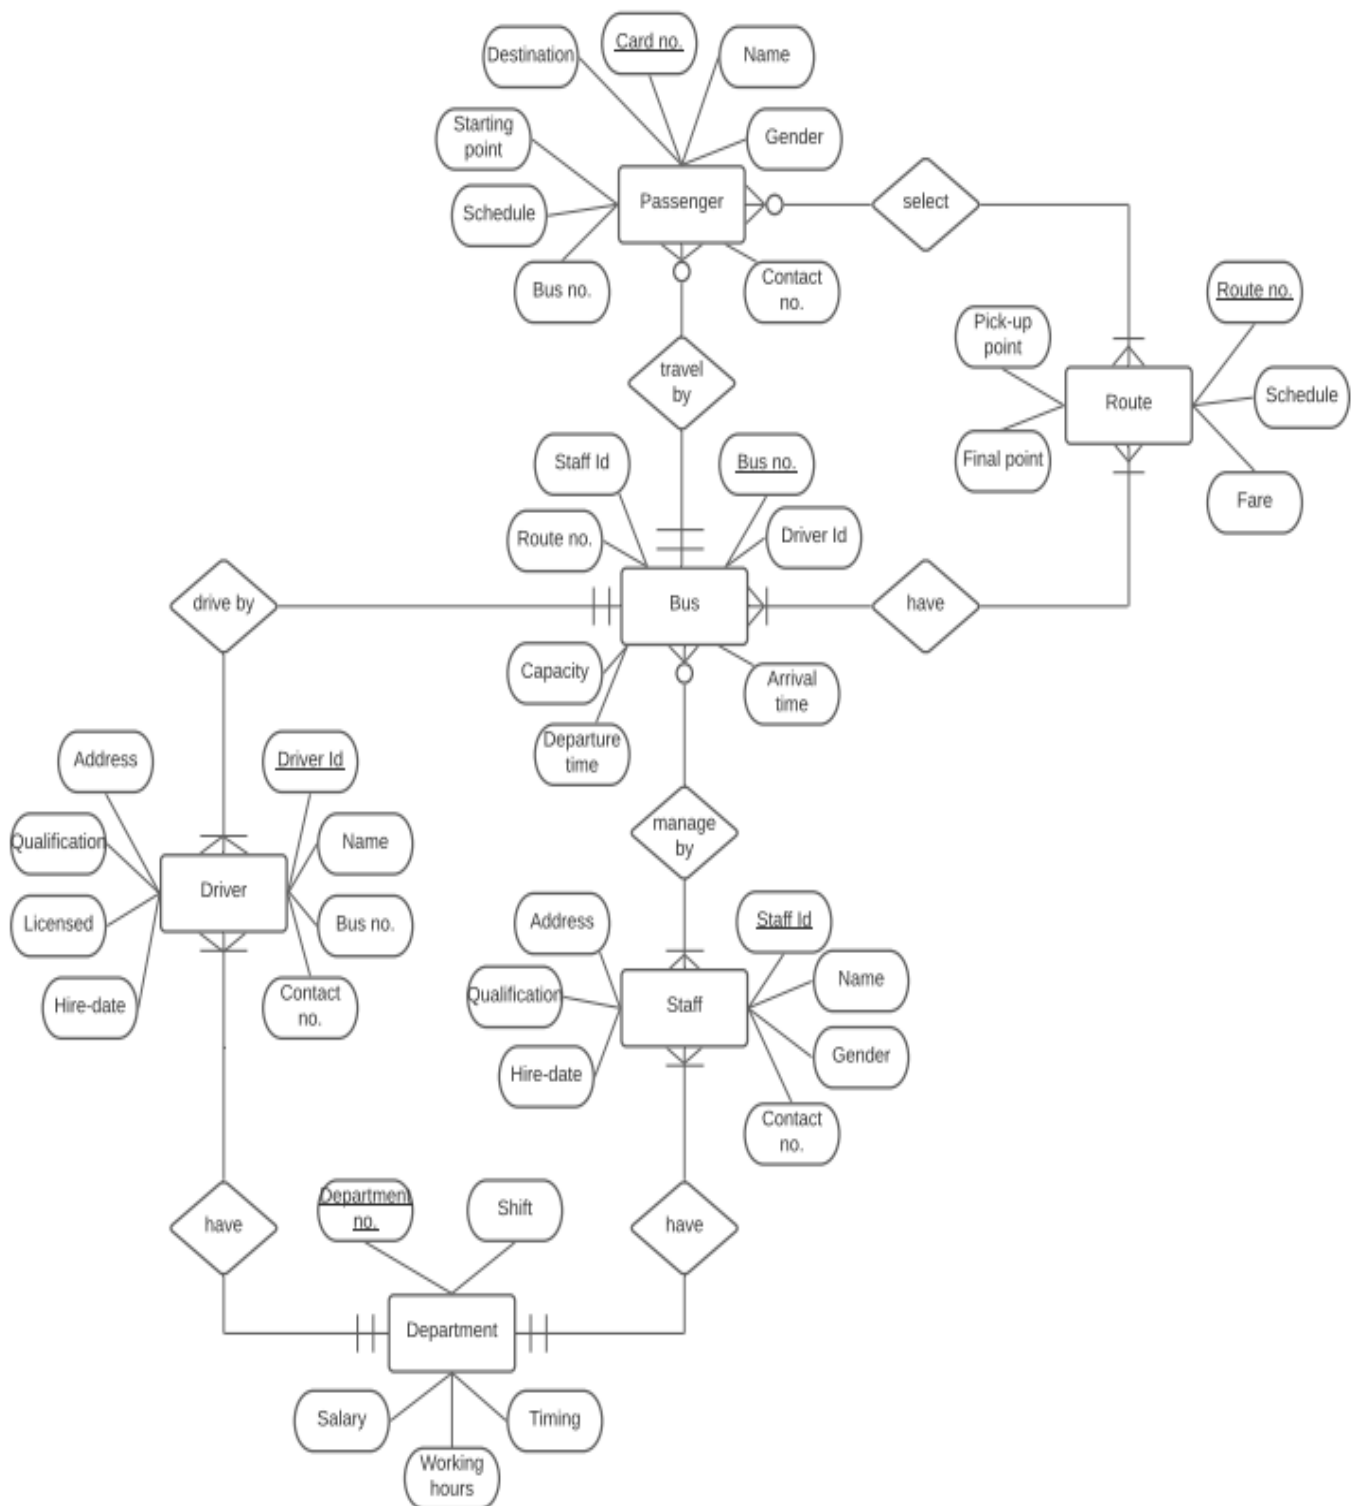 Card no.
Destination
Name
Starting
point
Gender
Passenger
select
Schedule
Bus no.
Contact
no.
Route no.
Pick-up
point
travel
by
Schedule
Route
Staff Id
Bus no.
Final point
Fare
Route no.
Driver Id
drive by
Bus
have
Capacity
Arrival
time
Departure
time
Address
Driver Id
manage
by
Qualification
Name
Driver
Licensed
Bus no.
Address
Staff Id
Hire-date
Contact
no.
Qualification
Name
Staff
Gender
Hire-date
Contact
no.
Department
no.
Shift
have
have
Department
Salary
Timing
Working
hours